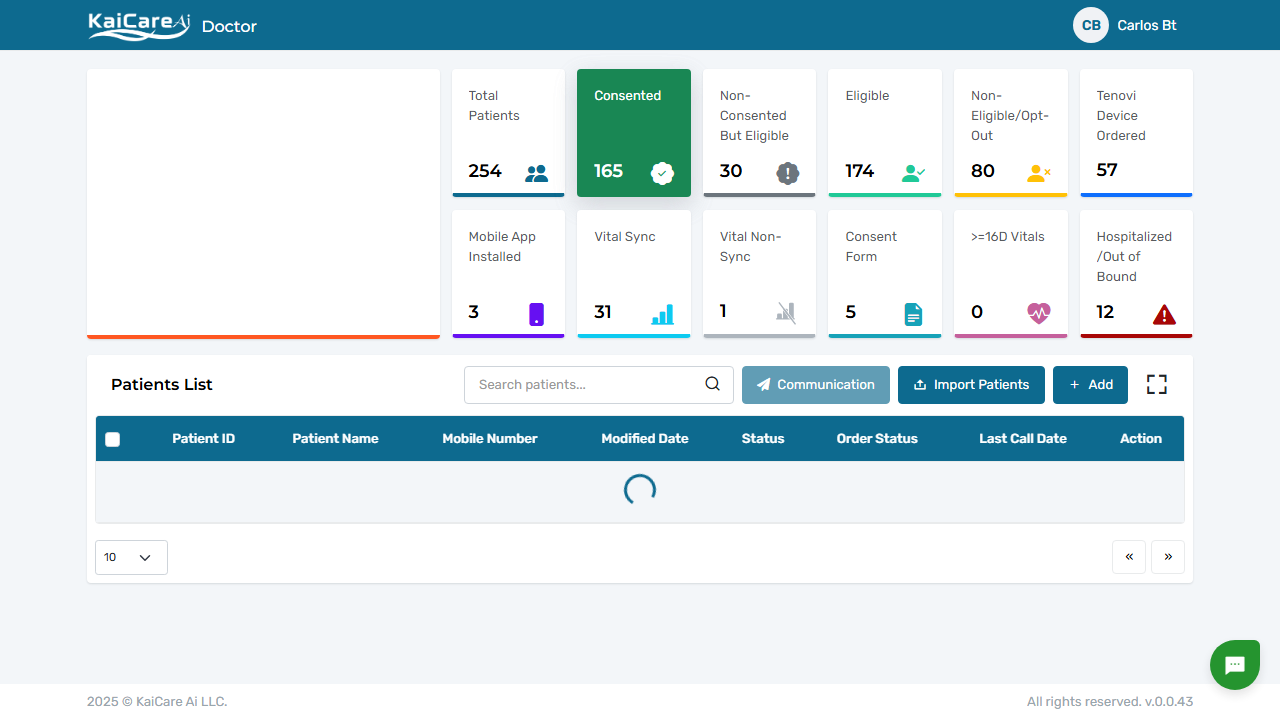 KaiCare Ai Doctor
CB Carlos Bt
Total Patients
254
Consented
165
Non-Consented But Eligible
30
Eligible
174
Non-Eligible/Opt-Out
80
Tenovi Device Ordered
57
Mobile App Installed
3
Vital Sync
31
Vital Non-Sync
1
Consent Form
5
>=16D Vitals
0
Hospitalized/Out of Bound
12
Patients List
Search patients...
Communication
Import Patients
+ Add
Patient ID Patient Name Mobile Number Modified Date Status Order Status Last Call Date Action
10
« »
2025 © KaiCare Ai LLC.
All rights reserved. v.0.0.43